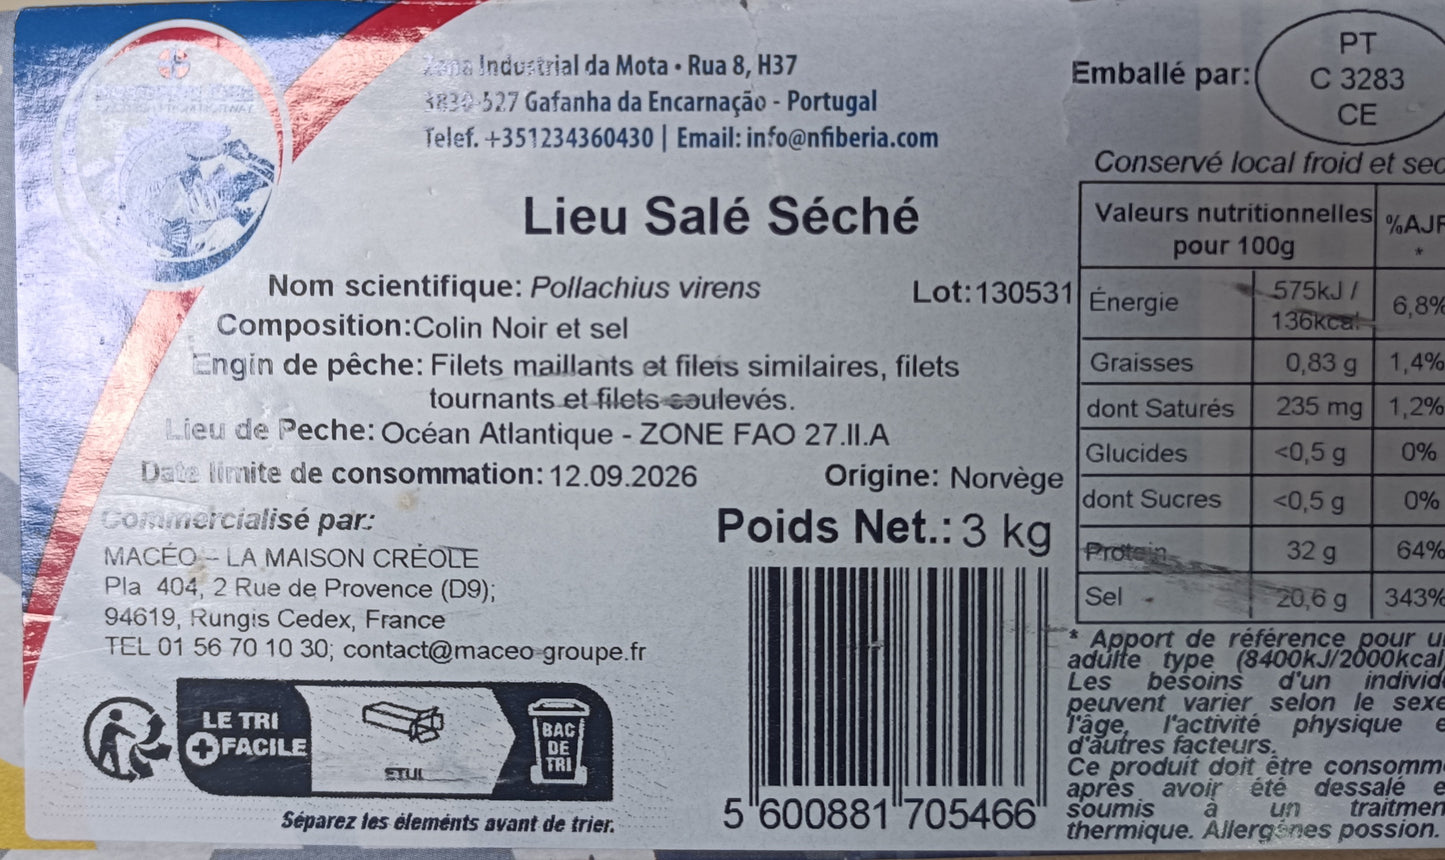 Zona Industrial da Mota • Rua 8, H37
3830-527 Gafanha da Encarnação - Portugal
Telef. +351234360430 | Email: info@nfiberia.com
Emballé par:
PT
C 3283
CE
Conservé local froid et sec
Lieu Salé Séché
Nom scientifique: Pollachius virens
Lot:130531
Composition:Colin Noir et sel
Engin de pêche: Filets maillants et filets similaires, filets
tournants et filets soulevés.
Lieu de Peche: Océan Atlantique - ZONE FAO 27.II.A
Date limite de consommation: 12.09.2026
Origine: Norvège
Commercialisé par:
Poids Net.: 3 kg
MACÉO – LA MAISON CRÉOLE
Pla 404, 2 Rue de Provence (D9);
94619, Rungis Cedex, France
TEL 01 56 70 10 30; contact@maceo-groupe.fr
LE TRI
+ FACILE
ETUI
BAC
DE
TRI
Séparez les élements avant de trier.
5 600881 705466
Valeurs nutritionnelles
pour 100g
%AJR
*
Énergie 575kJ / 136kcal 6,8%
Graisses 0,83 g 1,4%
dont Saturés 235 mg 1,2%
Glucides <0,5 g 0%
dont Sucres <0,5 g 0%
Protein 32 g 64%
Sel 20,6 g 343%
* Apport de référence pour u
adulte type (8400kJ/2000kcal
Les besoins d'un individ
peuvent varier selon le sexe
l'âge, l'activité physique e
d'autres facteurs.
Ce produit doit être consomm
après avoir été dessalé e
soumis à un traitmen
thermique. Allergènes possion.